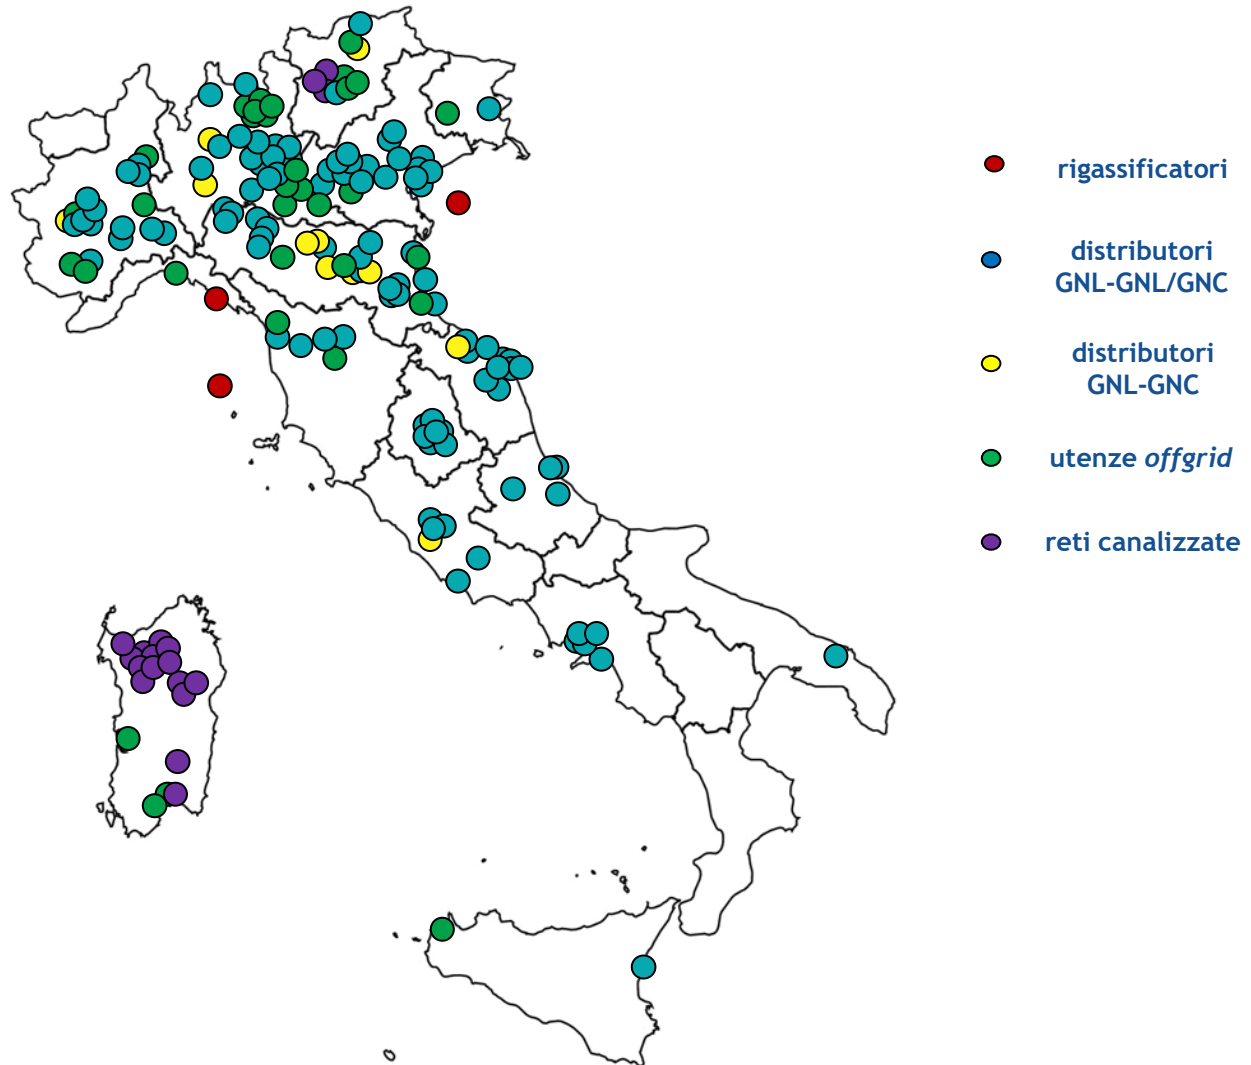 rigassificatori
distributori
GNL-GNL/GNC
distributori
GNL-GNC
utenze offgrid
reti canalizzate